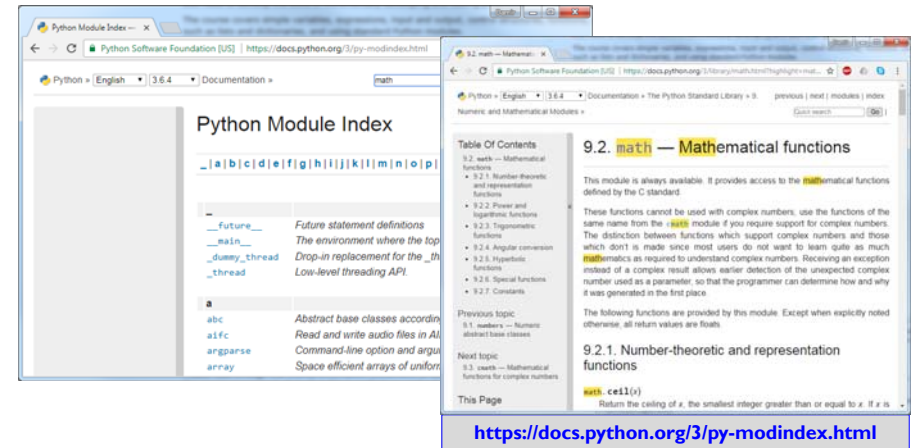 Python Module Index —
Python Software Foundation [US] | https://docs.python.org/3/py-modindex.html
Python » English 3.6.4 Documentation »
math
Python Module Index
_ | a | b | c | d | e | f | g | h | i | j | k | l | m | n | o | p |
_
__future__ Future statement definitions
__main__ The environment where the top
_dummy_thread Drop-in replacement for the _th
_thread Low-level threading API.
a
abc Abstract base classes according
aifc Read and write audio files in AI
argparse Command-line option and argu
array Space efficient arrays of uniform
9.2. math — Mathemati
Python Software Foundation [US] | https://docs.python.org/3/library/math.html?highlight=mat...
Python » English 3.6.4 Documentation » The Python Standard Library » 9. previous | next | modules | index
Numeric and Mathematical Modules »
Quick search Go |
Table Of Contents
9.2. math — Mathematical
functions
9.2.1. Number-theoretic
and representation
functions
9.2.2. Power and
logarithmic functions
9.2.3. Trigonometric
functions
9.2.4. Angular conversion
9.2.5. Hyperbolic
functions
9.2.6. Special functions
9.2.7. Constants
Previous topic
9.1. numbers — Numeric
abstract base classes
Next topic
9.3. cmath — Mathematical
functions for complex numbers
This Page
9.2. math — Mathematical functions
This module is always available. It provides access to the mathematical functions
defined by the C standard.
These functions cannot be used with complex numbers; use the functions of the
same name from the cmath module if you require support for complex numbers.
The distinction between functions which support complex numbers and those
which don't is made since most users do not want to learn quite as much
mathematics as required to understand complex numbers. Receiving an exception
instead of a complex result allows earlier detection of the unexpected complex
number used as a parameter, so that the programmer can determine how and why
it was generated in the first place.
The following functions are provided by this module. Except when explicitly noted
otherwise, all return values are floats.
9.2.1. Number-theoretic and representation
functions
math.ceil(x)
Return the ceiling of x, the smallest integer greater than or equal to x. If x is
https://docs.python.org/3/py-modindex.html